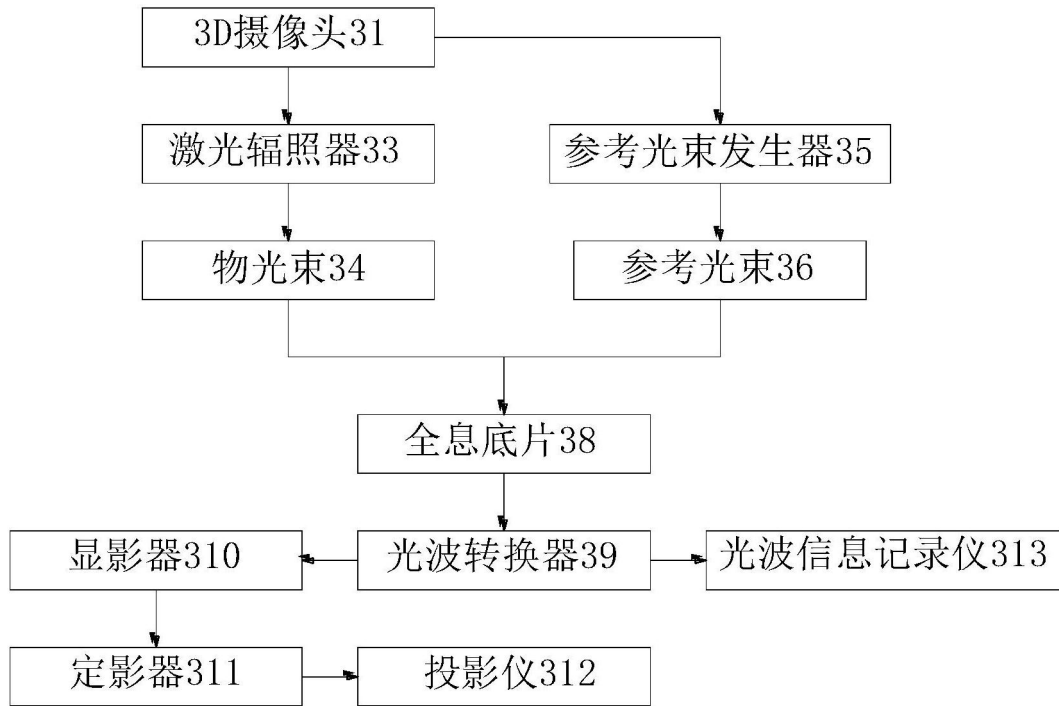 3D摄像头31
激光辐照器33
参考光束发生器35
物光束34
参考光束36
全息底片38
显影器310
光波转换器39
光波信息记录仪313
定影器311
投影仪312